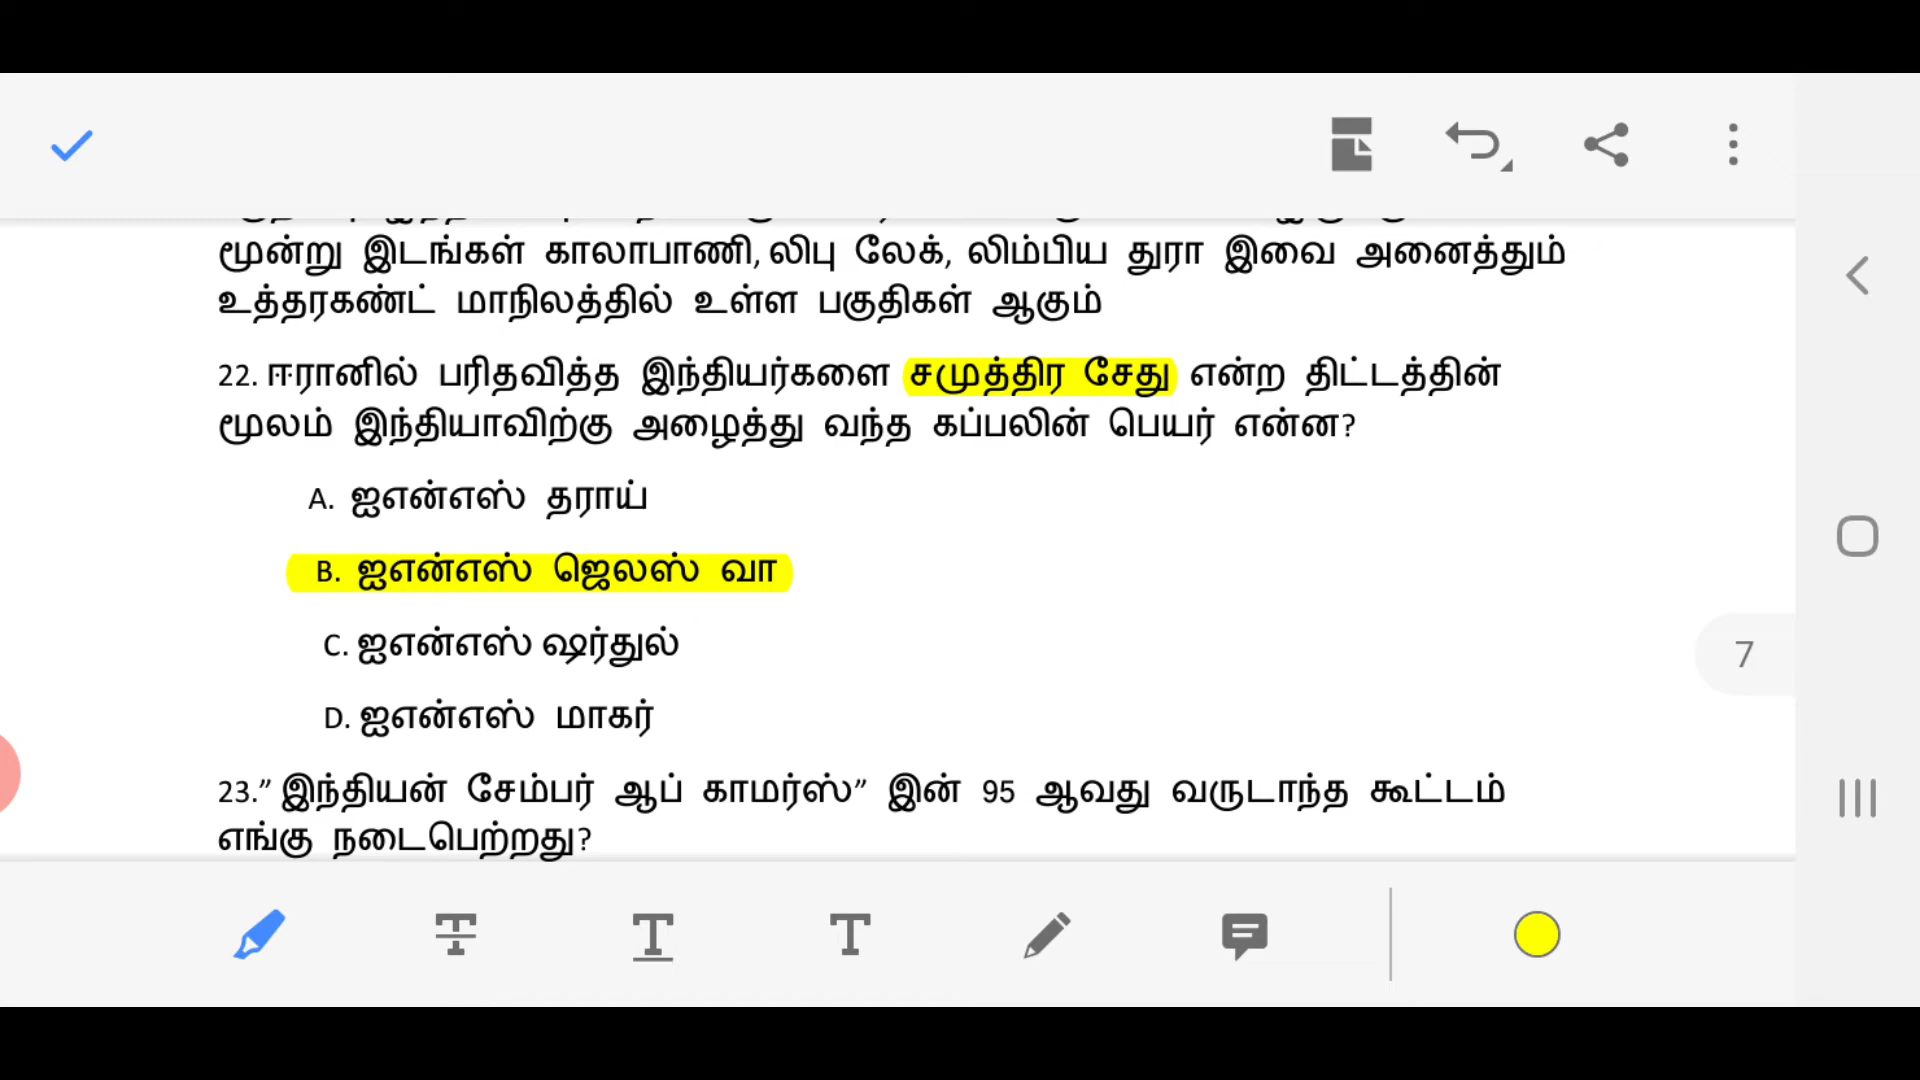 மூன்று இடங்கள் காலாபாணி, லிபு லேக், லிம்பிய துரா இவை அனைத்தும்
உத்தரகண்ட் மாநிலத்தில் உள்ள பகுதிகள் ஆகும்
22. ஈரானில் பரிதவித்த இந்தியர்களை சமுத்திர சேது என்ற திட்டத்தின்
மூலம் இந்தியாவிற்கு அழைத்து வந்த கப்பலின் பெயர் என்ன?
A. ஐஎன்எஸ் தராய்
B. ஐஎன்எஸ் ஜெலஸ் வா
C. ஐஎன்எஸ் ஷர்துல்
7
D. ஐஎன்எஸ் மாகர்
23.” இந்தியன் சேம்பர் ஆப் காமர்ஸ்” இன் 95 ஆவது வருடாந்த கூட்டம்
எங்கு நடைபெற்றது?